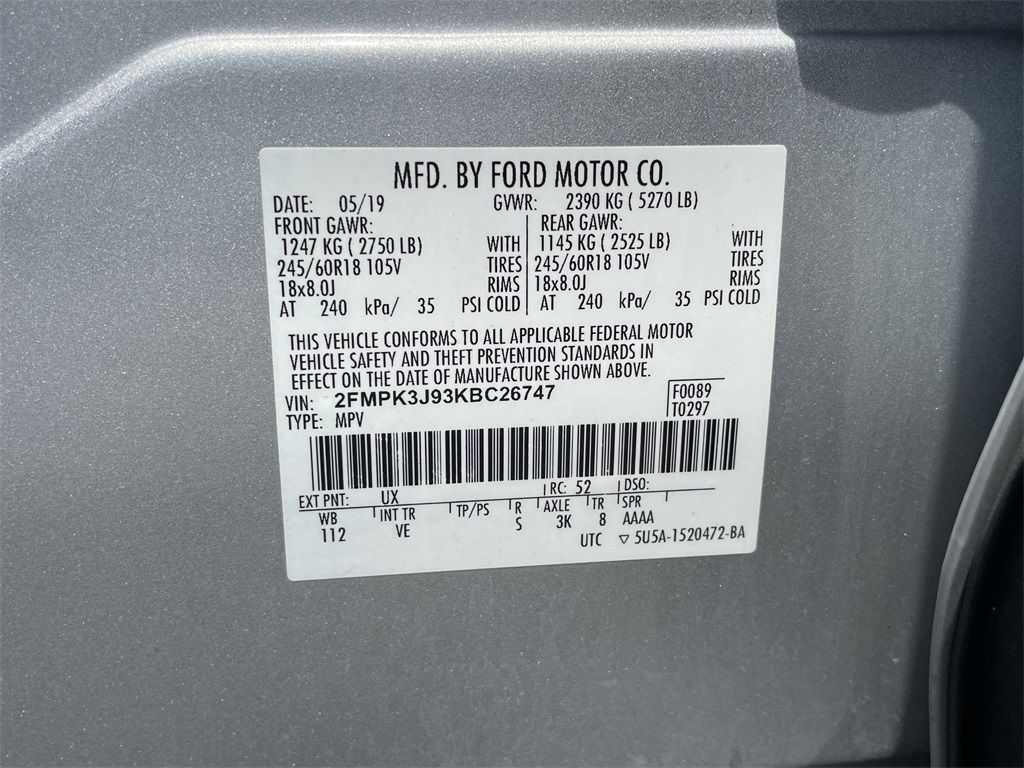 MFD. BY FORD MOTOR CO.
DATE: 05/19 GVWR: 2390 KG ( 5270 LB)
FRONT GAWR: REAR GAWR:
1247 KG ( 2750 LB) WITH 1145 KG ( 2525 LB) WITH
245/60R18 105V TIRES 245/60R18 105V TIRES
18x8.0J RIMS 18x8.0J RIMS
AT 240 kPa/ 35 PSI COLD AT 240 kPa/ 35 PSI COLD
THIS VEHICLE CONFORMS TO ALL APPLICABLE FEDERAL MOTOR
VEHICLE SAFETY AND THEFT PREVENTION STANDARDS IN
EFFECT ON THE DATE OF MANUFACTURE SHOWN ABOVE.
VIN: 2FMPK3J93KBC26747 F0089
TYPE: MPV T0297
EXT PNT: UX RC: 52 DSO:
WB INT TR TP/PS R AXLE TR SPR
112 VE S 3K 8 AAAA
UTC ▽ 5U5A-1520472-BA